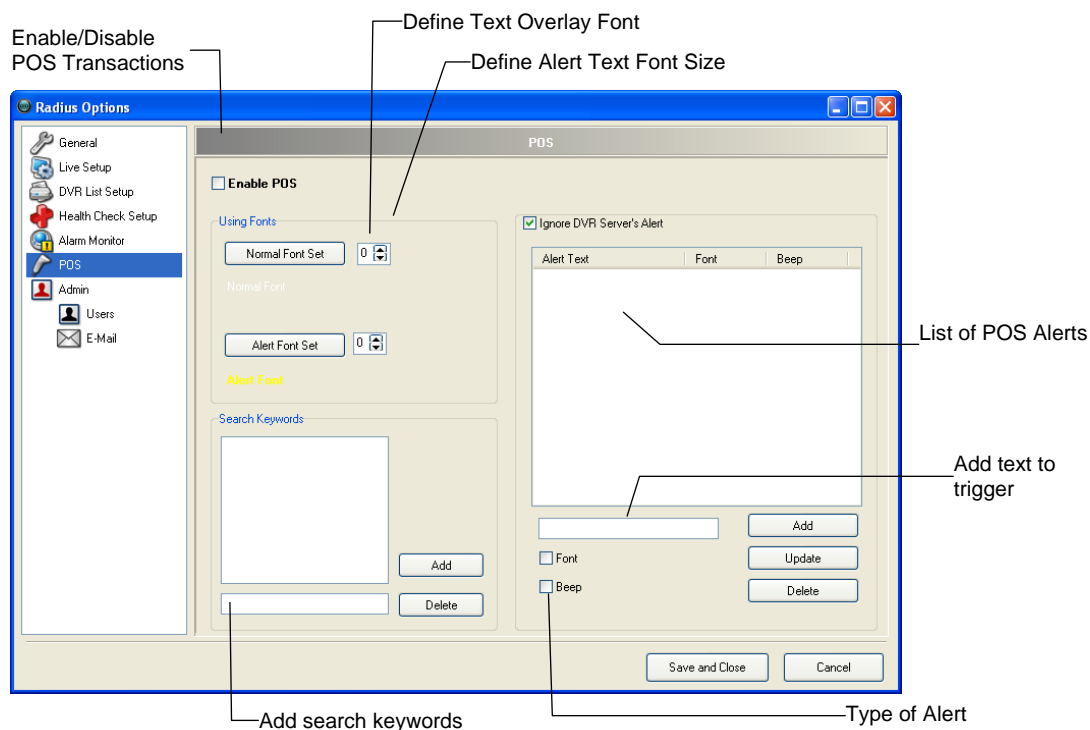 Define Text Overlay Font
Enable/Disable
POS Transactions
Define Alert Text Font Size
Radius Options
General
Live Setup
DVR List Setup
Health Check Setup
Alarm Monitor
POS
Admin
Users
E-Mail
POS
Enable POS
Using Fonts
Normal Font Set
0
Normal Font
Alert Font Set
0
Alert Font
Search Keywords
Add
Delete
Ignore DVR Server's Alert
Alert Text Font Beep
Add
Font
Update
Beep
Delete
Save and Close
Cancel
List of POS Alerts
Add text to
trigger
Type of Alert
Add search keywords